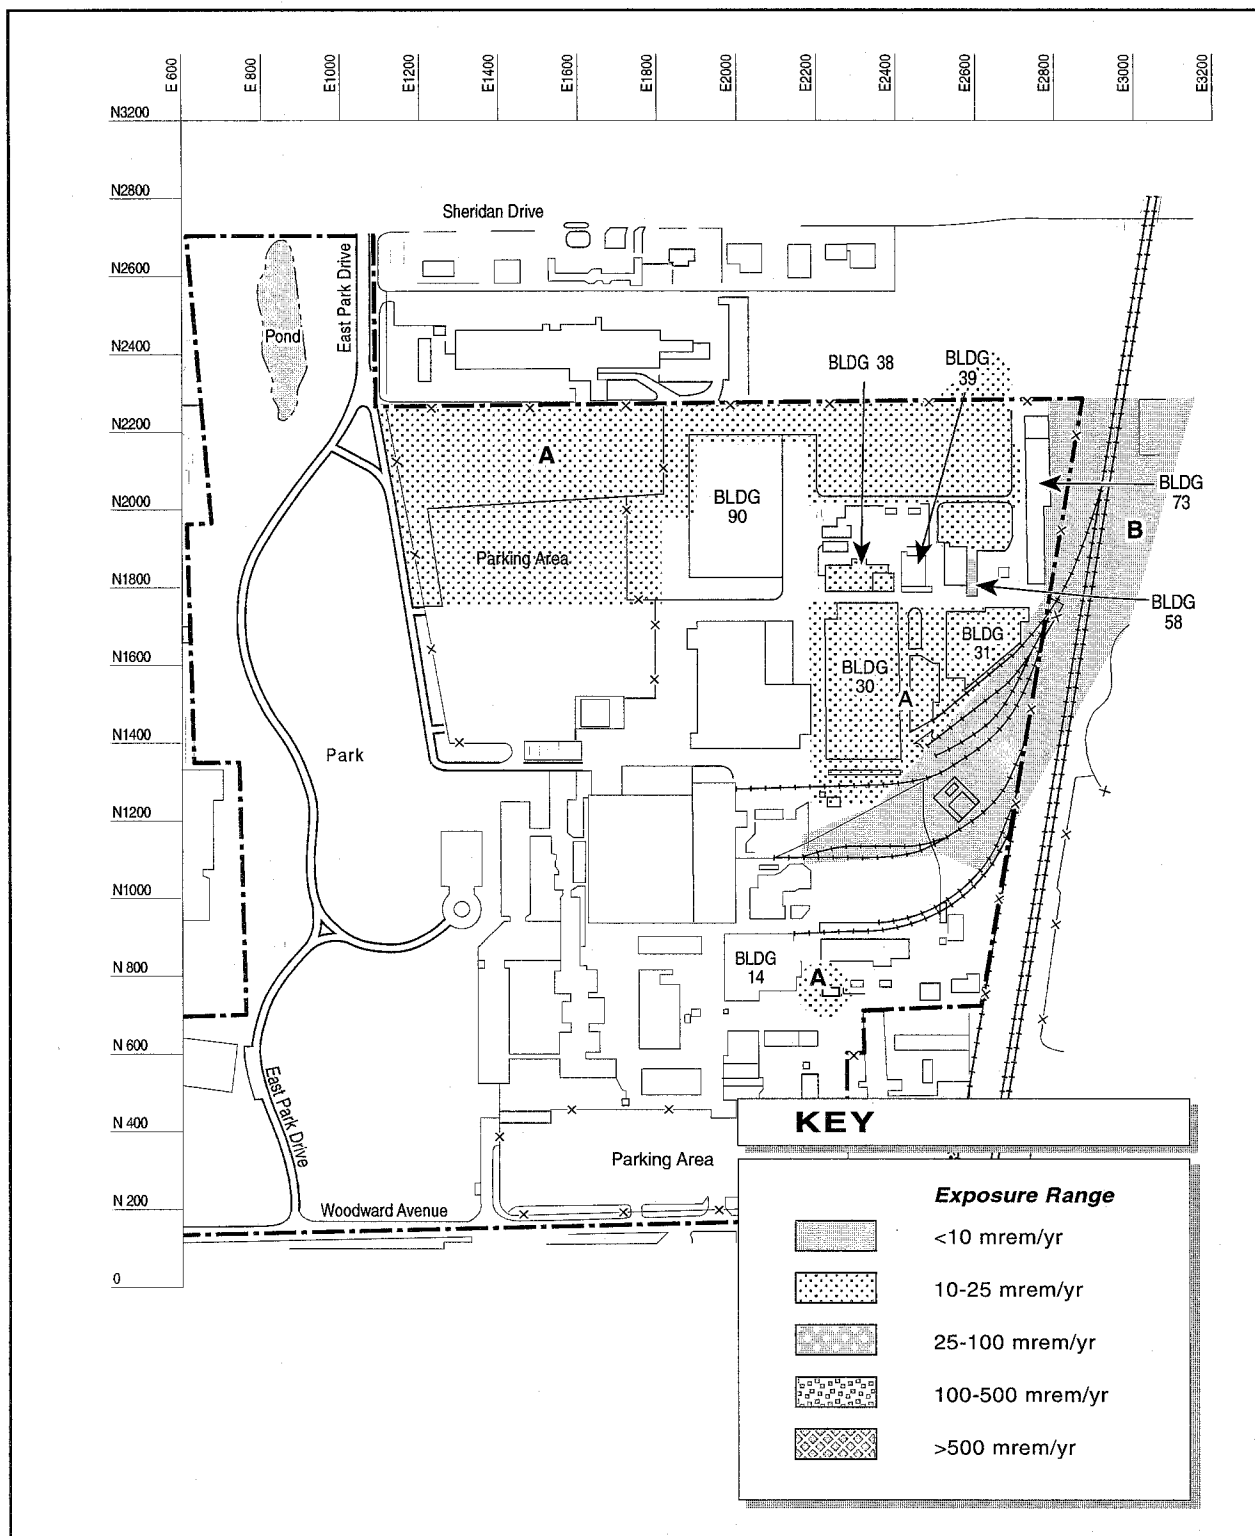 E 600
E 800
E1000
E1200
E1400
E1600
E1800
E2000
E2200
E2400
E2600
E2800
E3000
E3200
N3200
N2800
Sheridan Drive
N2600
East Park Drive
Pond
N2400
BLDG 38
BLDG
39
N2200
A
BLDG
73
BLDG
90
N2000
B
Parking Area
N1800
BLDG
58
BLDG
31
N1600
BLDG
30
A
N1400
Park
N1200
N1000
BLDG
14
A
N 800
N 600
East Park Drive
N 400
KEY
Parking Area
N 200
Woodward Avenue
Exposure Range
<10 mrem/yr
0
10-25 mrem/yr
25-100 mrem/yr
100-500 mrem/yr
>500 mrem/yr